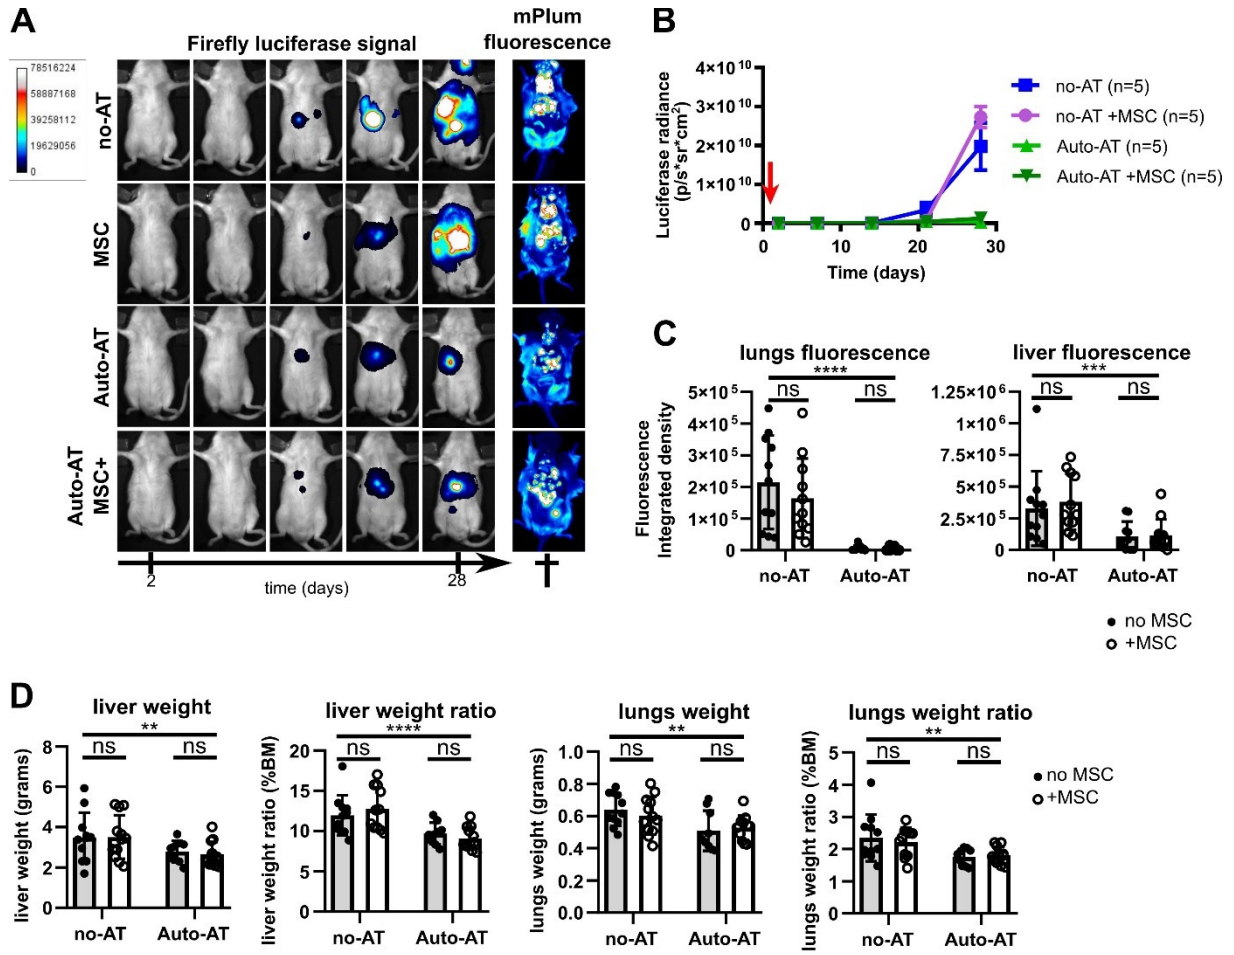 A
Firefly luciferase signal
mPlum
fluorescence
78516224
58887168
39258112
19629056
0
no-AT
MSC
Auto-AT
Auto-AT
MSC+
2
28
time (days)
B
Luciferase radiance
(p/s*sr*cm²)
4×10¹⁰
3×10¹⁰
2×10¹⁰
1×10¹⁰
0
0
10
20
30
Time (days)
no-AT (n=5)
no-AT +MSC (n=5)
Auto-AT (n=5)
Auto-AT +MSC (n=5)
C
lungs fluorescence
****
ns
ns
Fluorescence
Integrated density
5×10⁵
4×10⁵
3×10⁵
2×10⁵
1×10⁵
0
no-AT
Auto-AT
liver fluorescence
***
ns
ns
1.25×10⁶
1×10⁶
7.5×10⁵
5×10⁵
2.5×10⁵
0
no-AT
Auto-AT
no MSC
+MSC
D
liver weight
**
ns
ns
liver weight (grams)
8
6
4
2
0
no-AT
Auto-AT
liver weight ratio
****
ns
ns
liver weight ratio (%BM)
20
15
10
5
0
no-AT
Auto-AT
lungs weight
**
ns
ns
lungs weight (grams)
1.0
0.8
0.6
0.4
0.2
0.0
no-AT
Auto-AT
lungs weight ratio
**
ns
ns
lungs weight ratio (%BM)
5
4
3
2
1
0
no-AT
Auto-AT
no MSC
+MSC